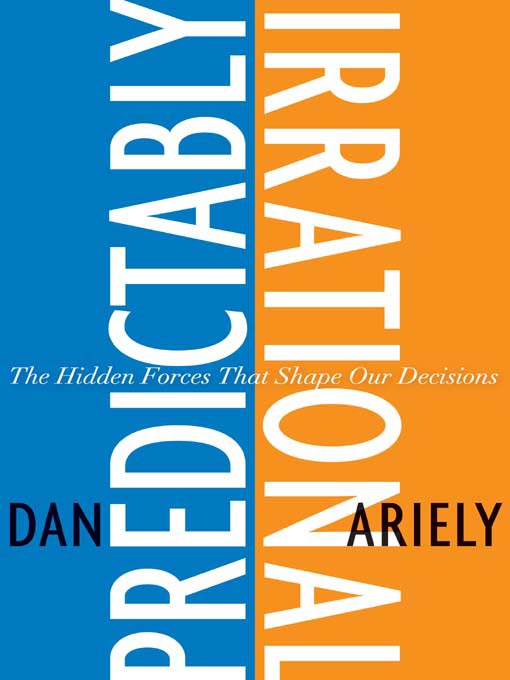 PREDICTABLY
IRRATIONAL
The Hidden Forces That Shape Our Decisions
DAN ARIELY